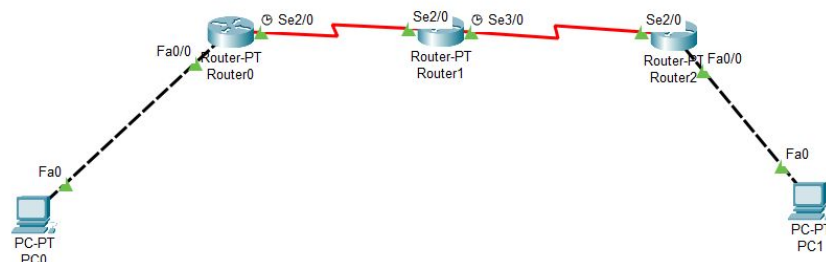 Se2/0
Se2/0
Se3/0
Se2/0
Fa0/0
Router-PT
Router0
Router-PT
Router1
Router-PT
Router2
Fa0/0
Fa0
PC-PT
PC0
Fa0
PC-PT
PC1